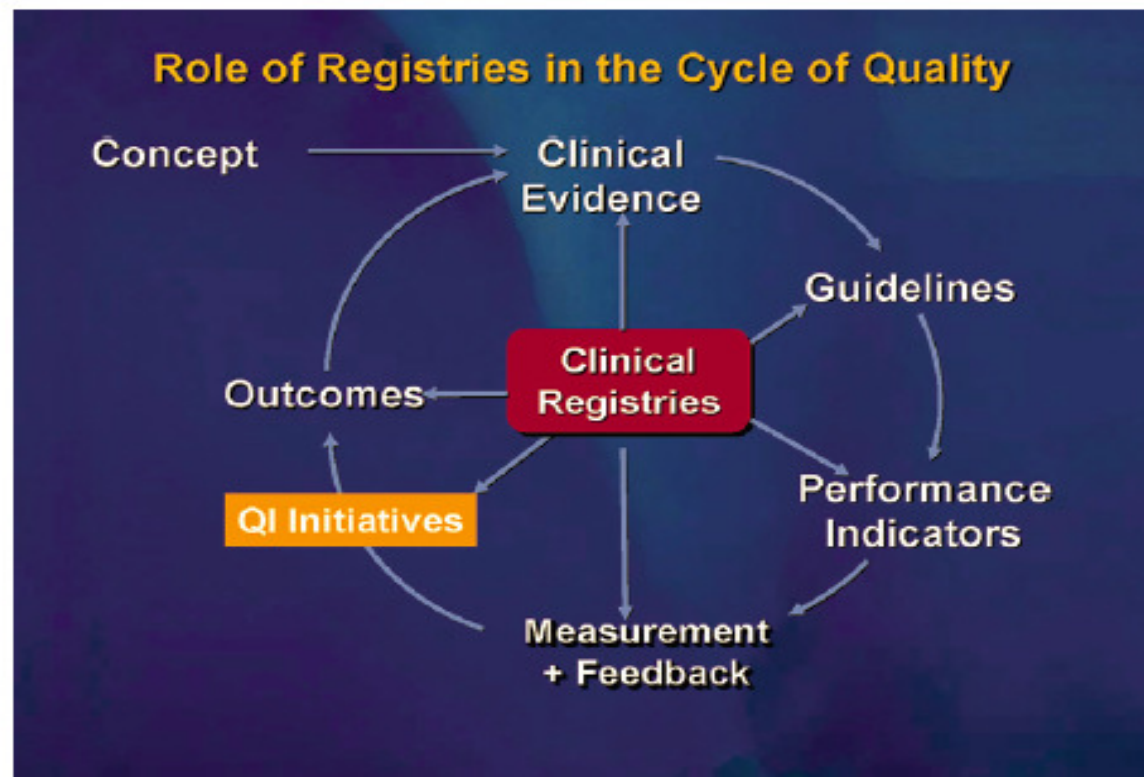 Role of Registries in the Cycle of Quality
Concept
Clinical
Evidence
Guidelines
Clinical
Registries
Outcomes
Performance
Indicators
QI Initiatives
Measurement
+ Feedback